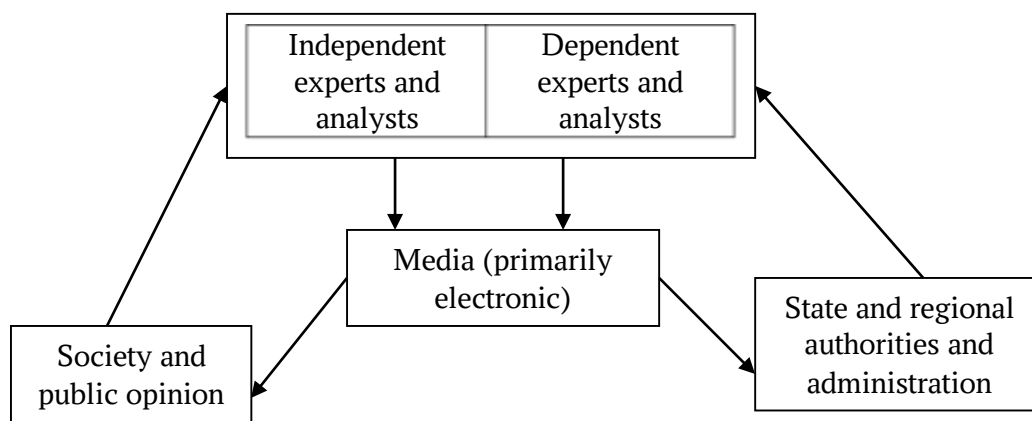 Independent
experts and
analysts
Dependent
experts and
analysts
Media (primarily
electronic)
State and regional
authorities and
administration
Society and
public opinion